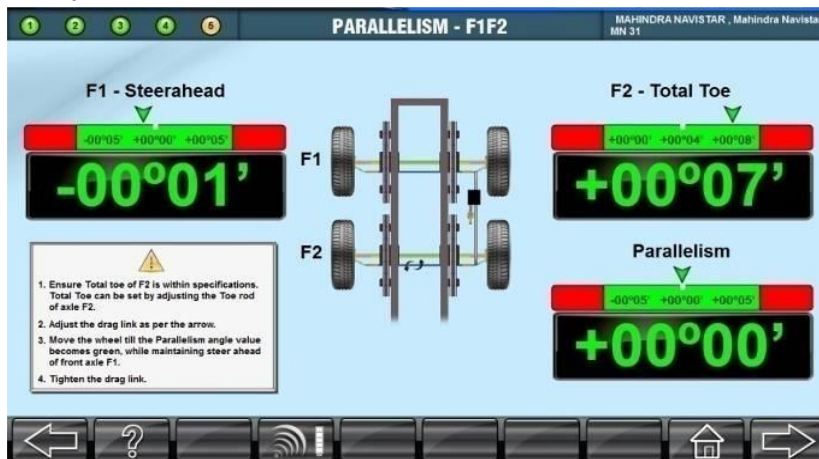 1 2 3 4 5
PARALLELISM - F1F2
MAHINDRA NAVISTAR , Mahindra Navista
MN 31
F1 - Steerahead
-00º05' +00º00' +00º05'
-00º01'
F1
F2
F2 - Total Toe
+00º00' +00º04' +00º08'
+00º07'
Parallelism
-00º05' +00º00' +00º05'
+00º00'
1. Ensure Total toe of F2 is within specifications.
Total Toe can be set by adjusting the Toe rod
of axle F2.
2. Adjust the drag link as per the arrow.
3. Move the wheel till the Parallelism angle value
becomes green, while maintaining steer ahead
of front axle F1.
4. Tighten the drag link.